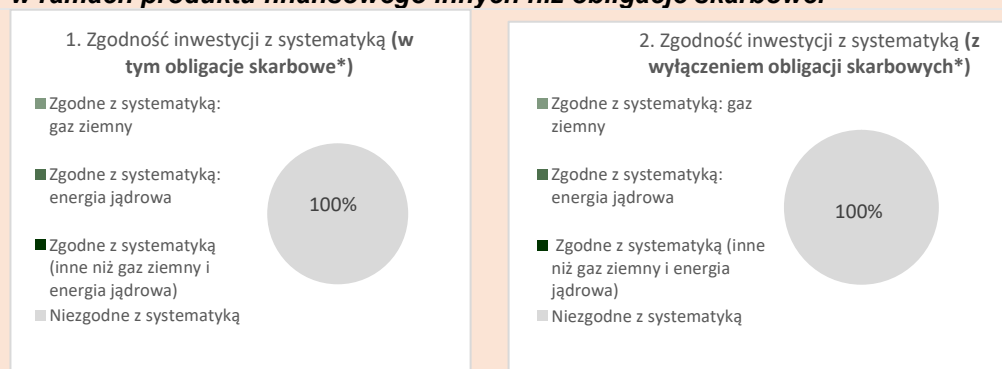 w ramach produktu finansowego innych niż obligacje skarbowe.
1. Zgodność inwestycji z systematyką (w
tym obligacje skarbowe*)
Zgodne z systematyką:
gaz ziemny
Zgodne z systematyką:
energia jądrowa
Zgodne z systematyką
(inne niż gaz ziemny i
energia jądrowa)
Niezgodne z systematyką
100%
2. Zgodność inwestycji z systematyką (z
wyłączeniem obligacji skarbowych*)
Zgodne z systematyką: gaz
ziemny
Zgodne z systematyką:
energia jądrowa
Zgodne z systematyką (inne
niż gaz ziemny i energia
jądrowa)
Niezgodne z systematyką
100%